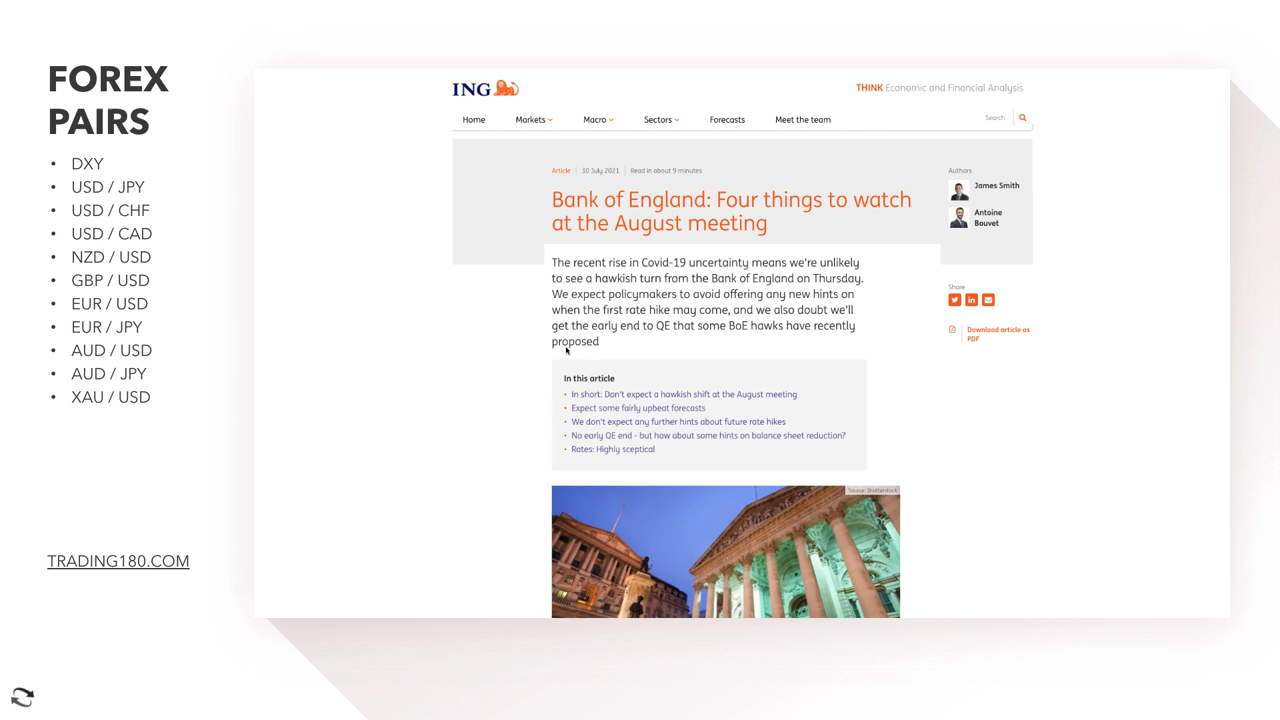 FOREX
PAIRS
• DXY
• USD / JPY
• USD / CHF
• USD / CAD
• NZD / USD
• GBP / USD
• EUR / USD
• EUR / JPY
• AUD / USD
• AUD / JPY
• XAU / USD
TRADING180.COM
ING
THINK Economic and Financial Analysis
Home Markets Macro Sectors Forecasts Meet the team Search
Article | 30 July 2021 | Read in about 9 minutes
Bank of England: Four things to watch
at the August meeting
Authors
James Smith
Antoine
Bouvet
The recent rise in Covid-19 uncertainty means we're unlikely
to see a hawkish turn from the Bank of England on Thursday.
We expect policymakers to avoid offering any new hints on
when the first rate hike may come, and we also doubt we'll
get the early end to QE that some BoE hawks have recently
proposed
Share
Download article as
PDF
In this article
• In short: Don't expect a hawkish shift at the August meeting
• Expect some fairly upbeat forecasts
• We don't expect any further hints about future rate hikes
• No early QE end - but how about some hints on balance sheet reduction?
• Rates: Highly sceptical
Source: Shutterstock